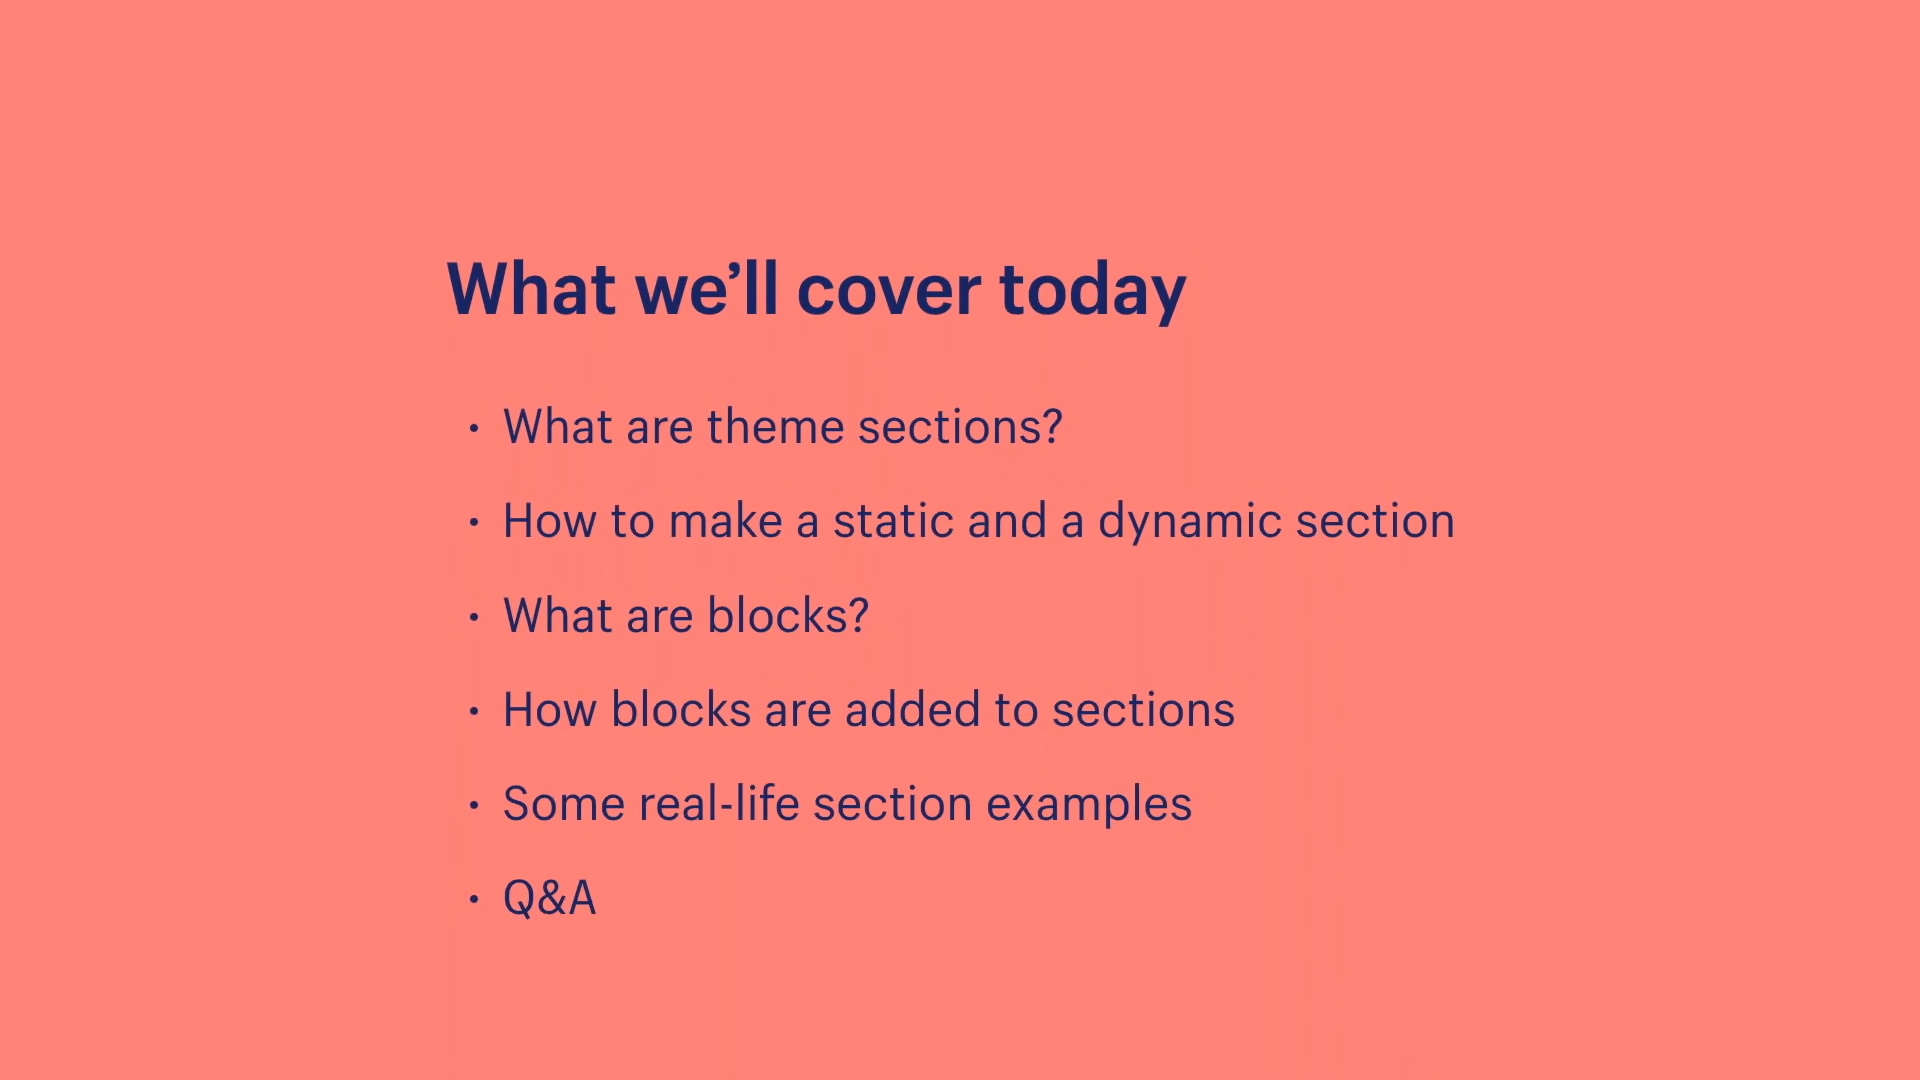 What we’ll cover today
• What are theme sections?
• How to make a static and a dynamic section
• What are blocks?
• How blocks are added to sections
• Some real-life section examples
• Q&A